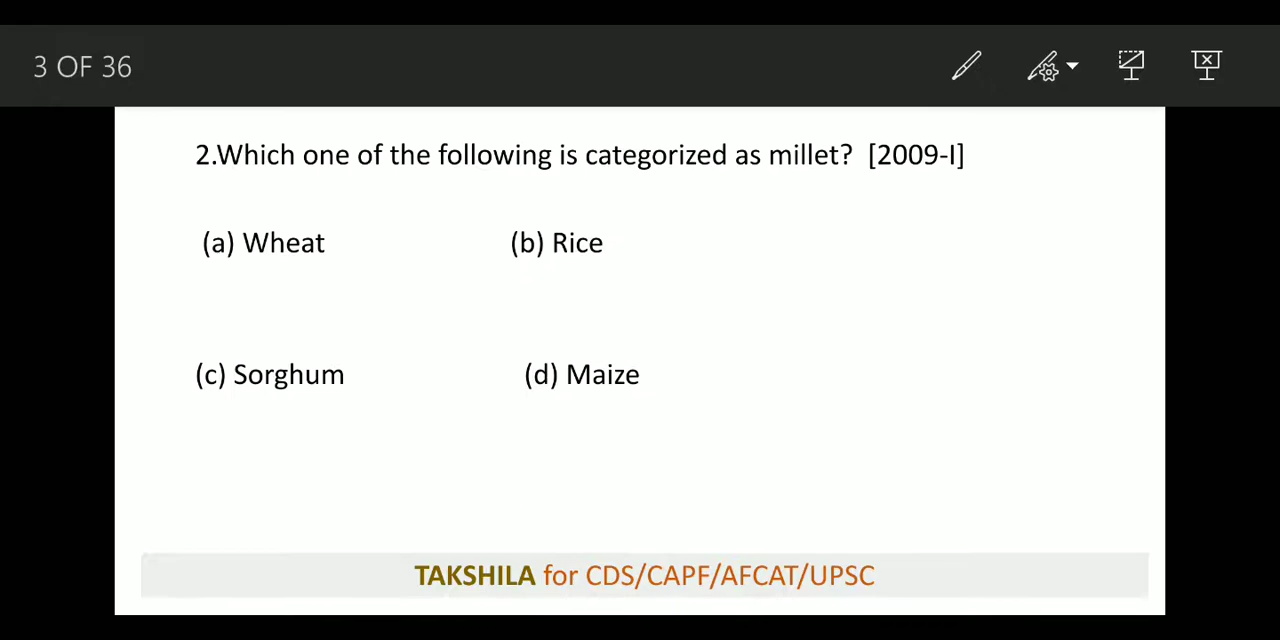 3 OF 36
2.Which one of the following is categorized as millet? [2009-I]
(a) Wheat (b) Rice
(c) Sorghum (d) Maize
TAKSHILA for CDS/CAPF/AFCAT/UPSC